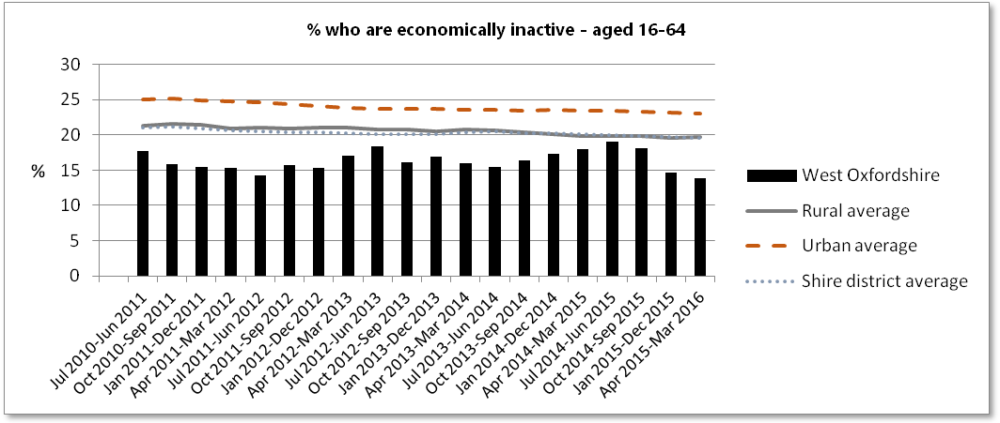 % who are economically inactive - aged 16-64
30
25
20
15
10
5
0
%
Jul 2010-Jun 2011
Oct 2010-Sep 2011
Jan 2011-Dec 2011
Apr 2011-Mar 2012
Jul 2011-Jun 2012
Oct 2011-Sep 2012
Jan 2012-Dec 2012
Apr 2012-Mar 2013
Jul 2012-Jun 2013
Oct 2012-Sep 2013
Jan 2013-Dec 2013
Apr 2013-Mar 2014
Jul 2013-Jun 2014
Oct 2013-Sep 2014
Jan 2014-Dec 2014
Apr 2014-Mar 2015
Jul 2014-Jun 2015
Oct 2014-Sep 2015
Jan 2015-Dec 2015
Apr 2015-Mar 2016
West Oxfordshire
Rural average
Urban average
Shire district average